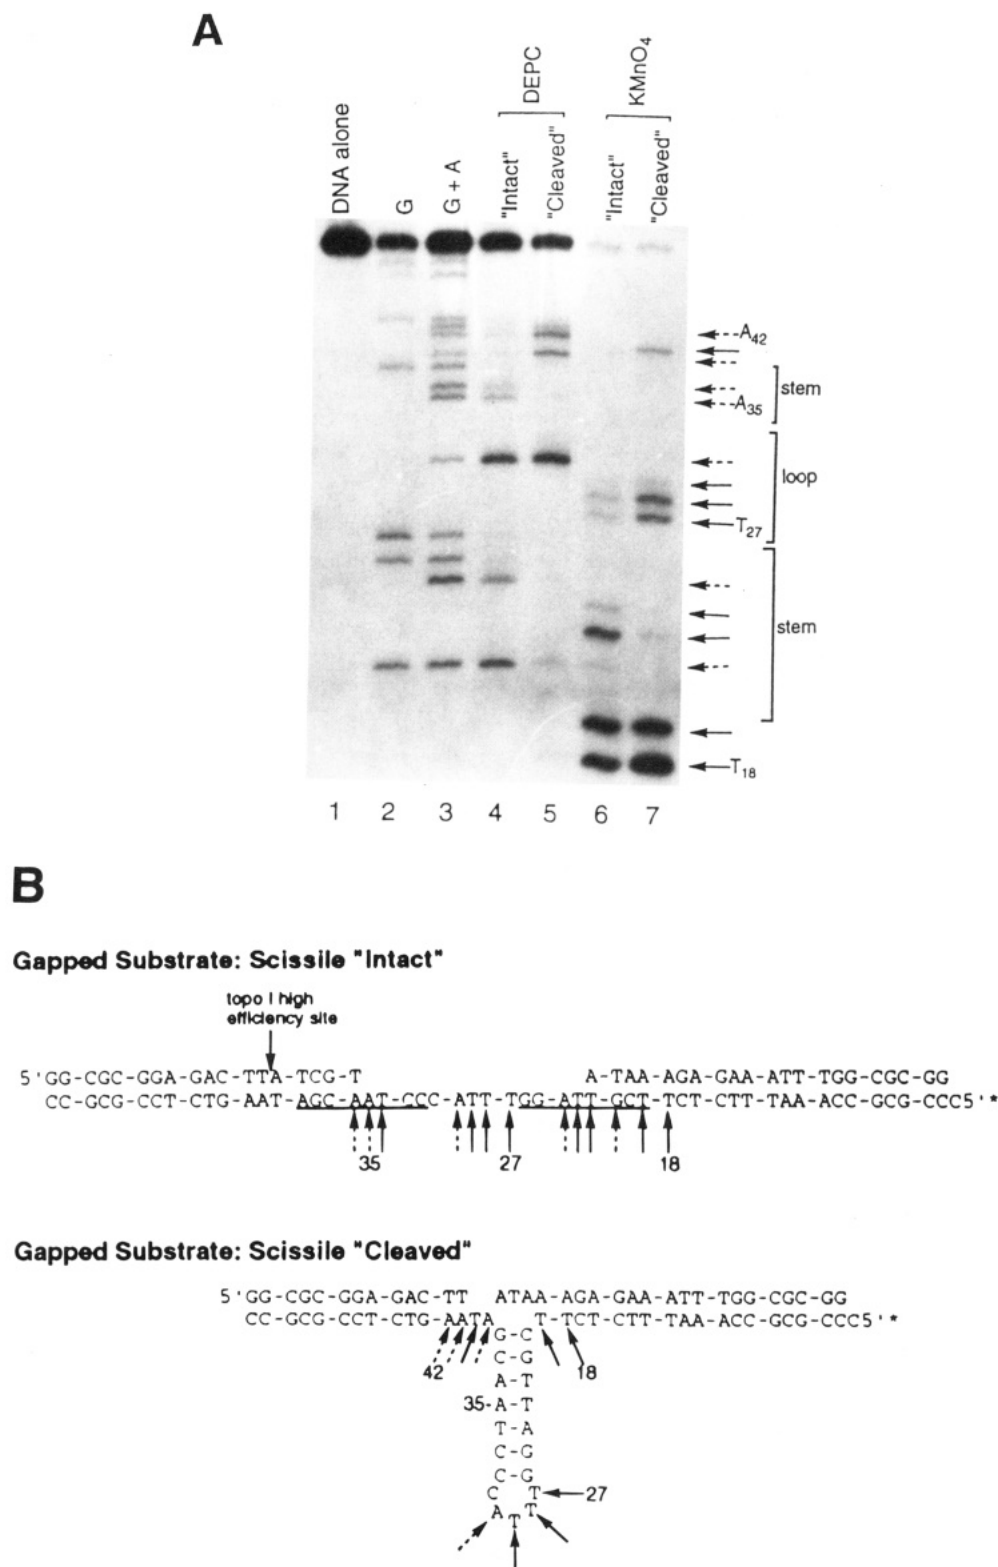 A
DEPC
KMnO4
DNA alone
G
G + A
"Intact"
"Cleaved"
"Intact"
"Cleaved"
A42
stem
A35
loop
T27
stem
T18
1 2 3 4 5 6 7
B
Gapped Substrate: Scissile "Intact"
topo I high
efficiency site
5'GG-CGC-GGA-GAC-TTA-TCG-T A-TAA-AGA-GAA-ATT-TGG-CGC-GG
CC-GCG-CCT-CTG-AAT-AGC-AAT-CCC-ATT-TGG-ATT-GCT-TCT-CTT-TAA-ACC-GCG-CCC5'*
35 27 18
Gapped Substrate: Scissile "Cleaved"
5'GG-CGC-GGA-GAC-TT ATAA-AGA-GAA-ATT-TGG-CGC-GG
CC-GCG-CCT-CTG-AATA T-TCT-CTT-TAA-ACC-GCG-CCC5'*
G-C
42 18
C-G
A-T
35-A-T
T-A
C-G
C-G
C T 27
A T
T